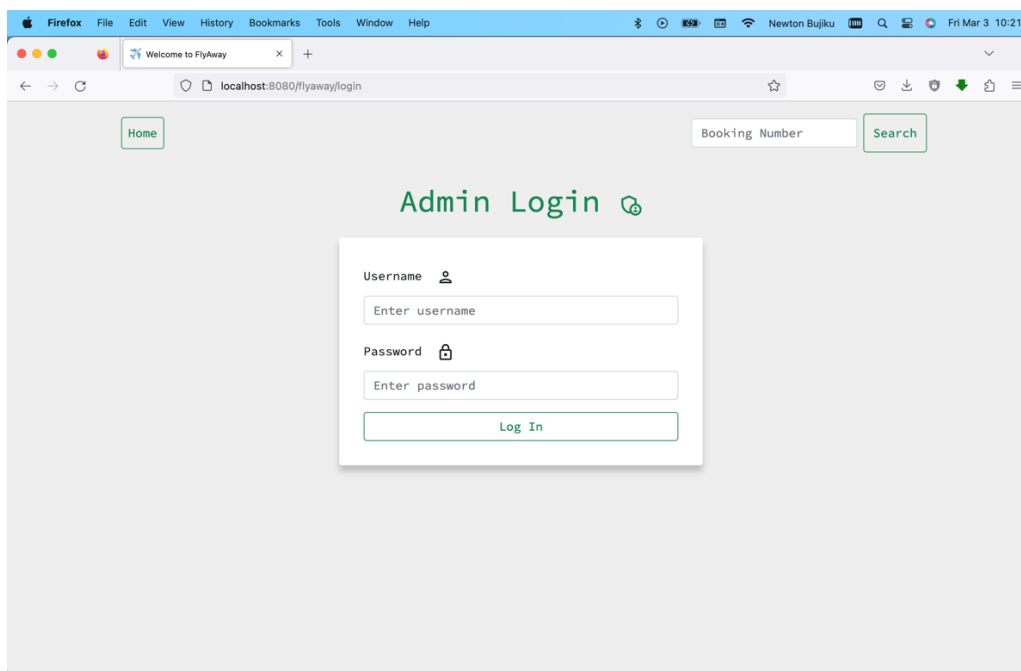 Firefox File Edit View History Bookmarks Tools Window Help Newton Bujiku Fri Mar 3 10:21
Welcome to FlyAway
localhost:8080/flyaway/login
Home Booking Number Search
Admin Login
Username
Enter username
Password
Enter password
Log In